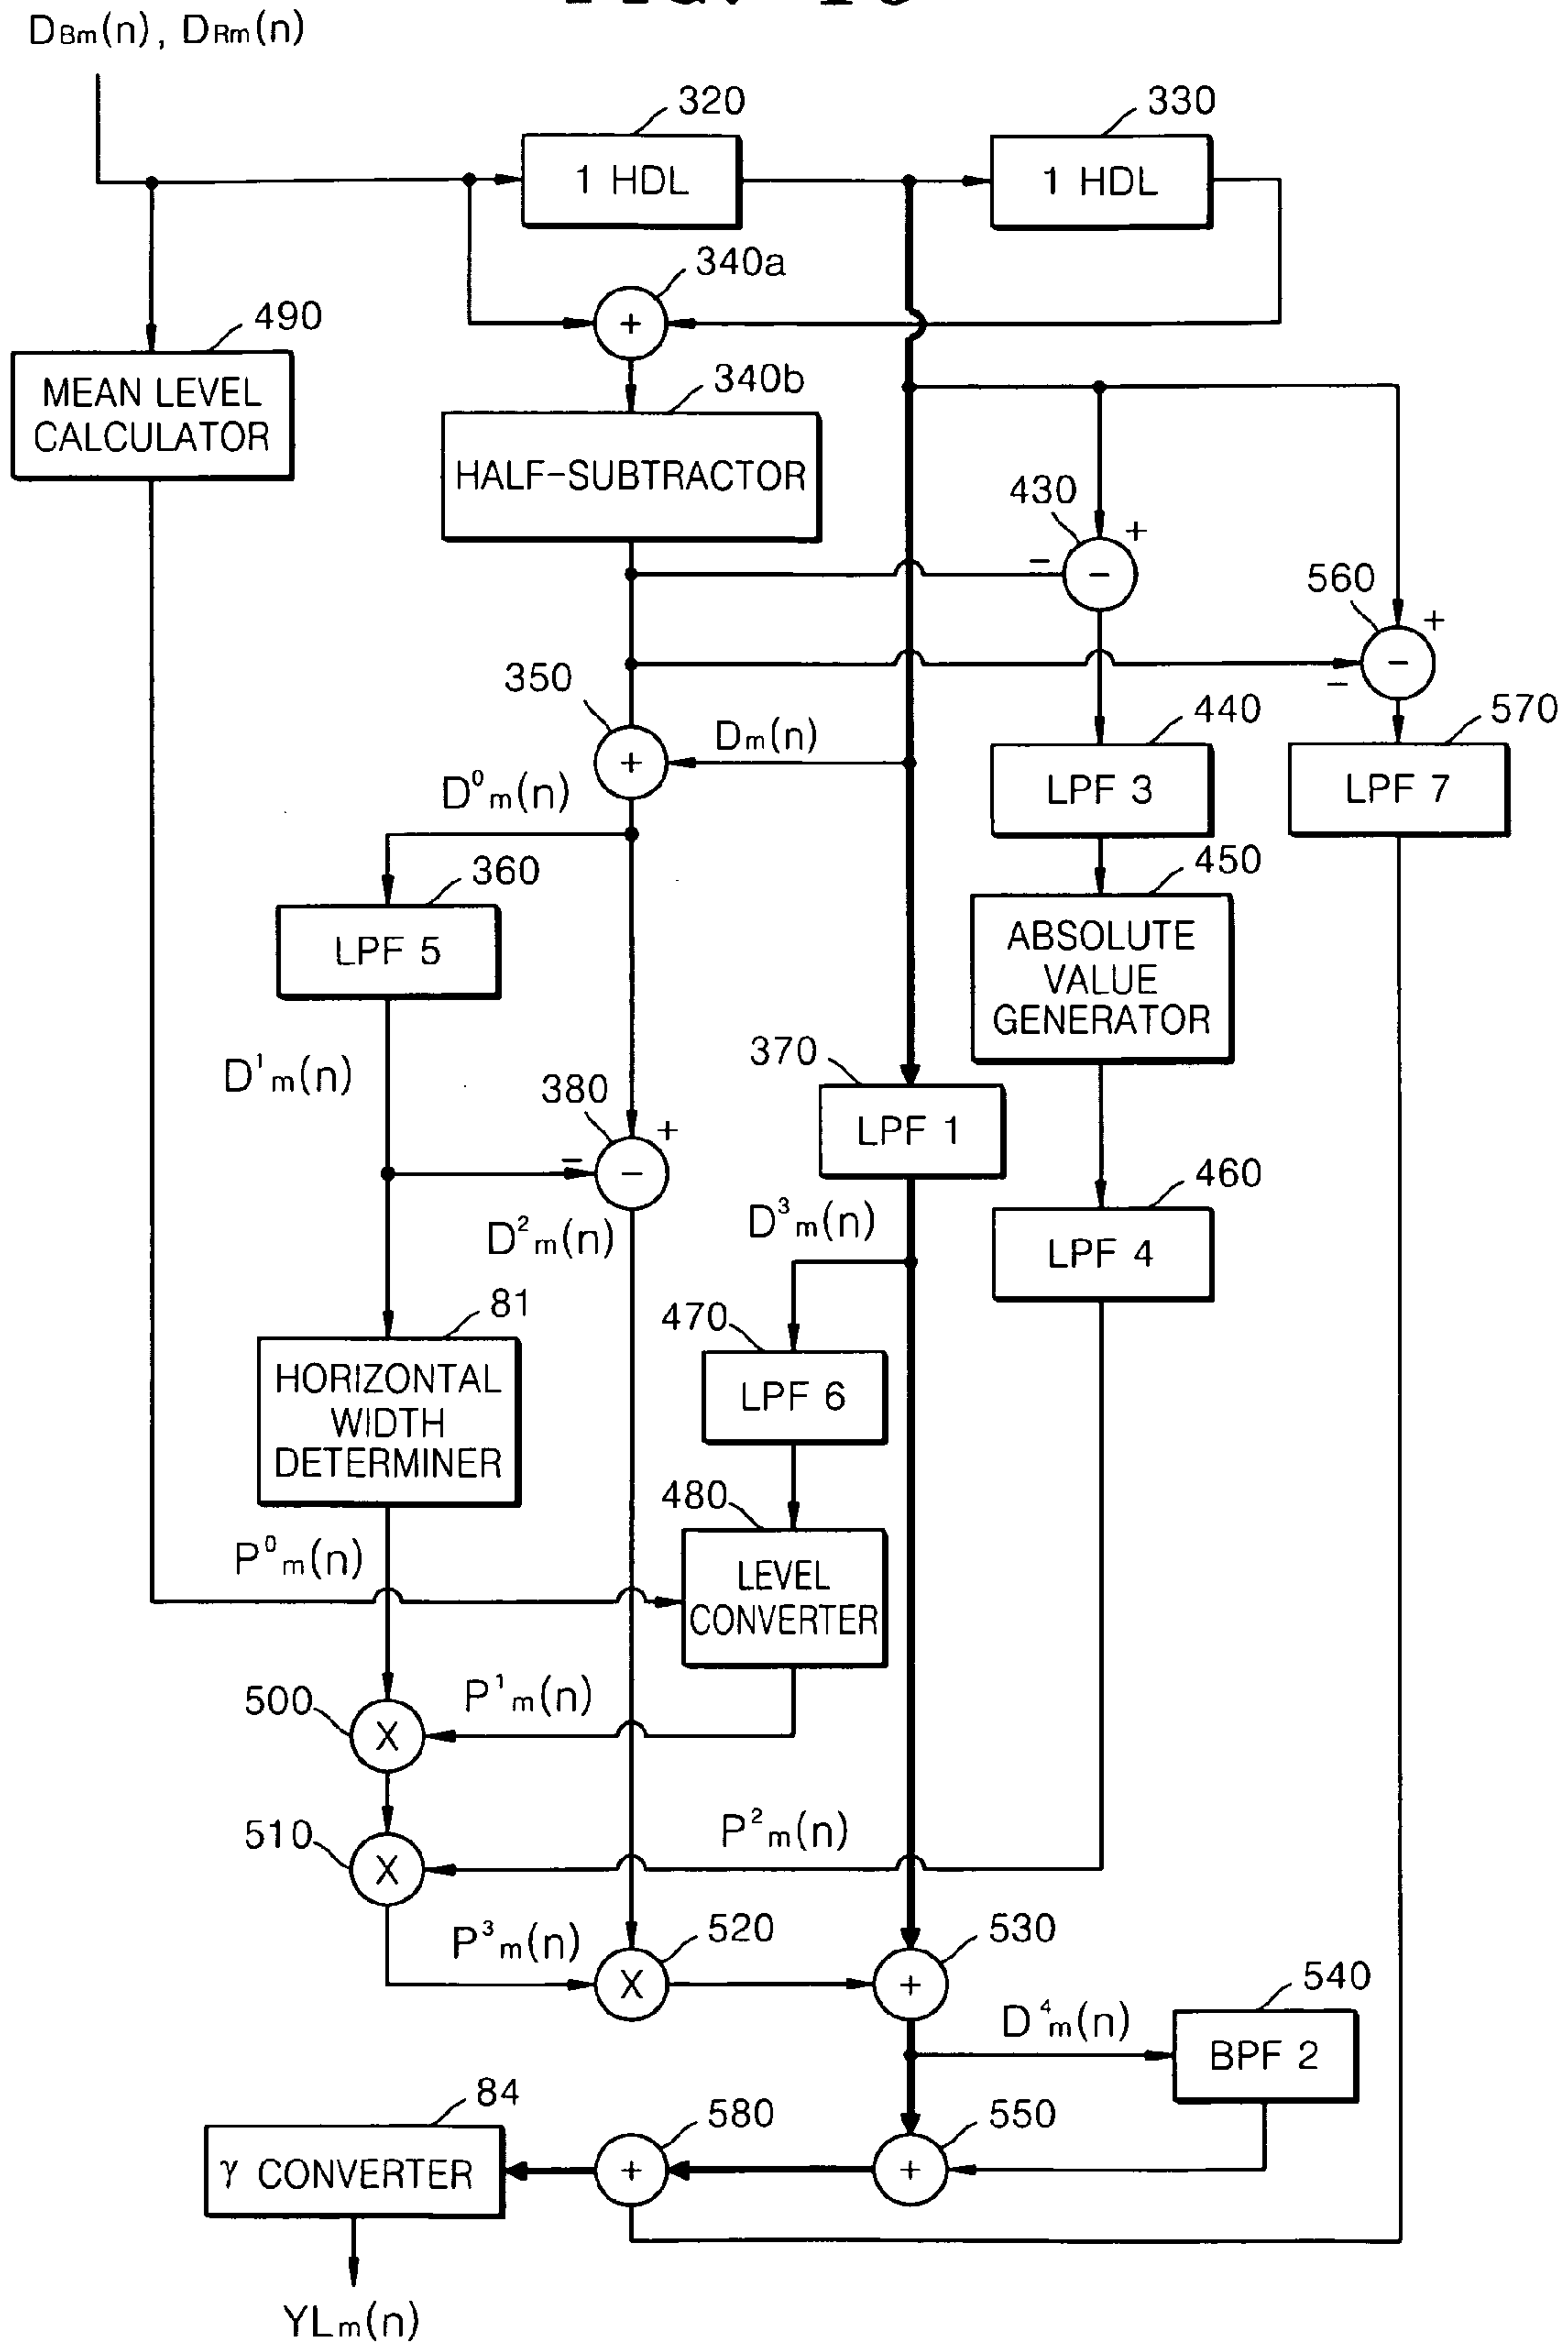 DBm(n), DRm(n)
320
330
1 HDL
1 HDL
340a
+
490
MEAN LEVEL
CALCULATOR
340b
HALF-SUBTRACTOR
430
+
−
−
560
+
−
−
350
+
Dm(n)
D⁰m(n)
440
LPF 3
570
LPF 7
360
LPF 5
450
ABSOLUTE
VALUE
GENERATOR
D¹m(n)
380
+
−
−
370
LPF 1
D²m(n)
D³m(n)
460
LPF 4
81
HORIZONTAL
WIDTH
DETERMINER
470
LPF 6
480
LEVEL
CONVERTER
P⁰m(n)
P¹m(n)
500
X
510
X
P²m(n)
P³m(n)
520
X
530
+
D⁴m(n)
540
BPF 2
84
γ CONVERTER
580
+
550
+
YLm(n)